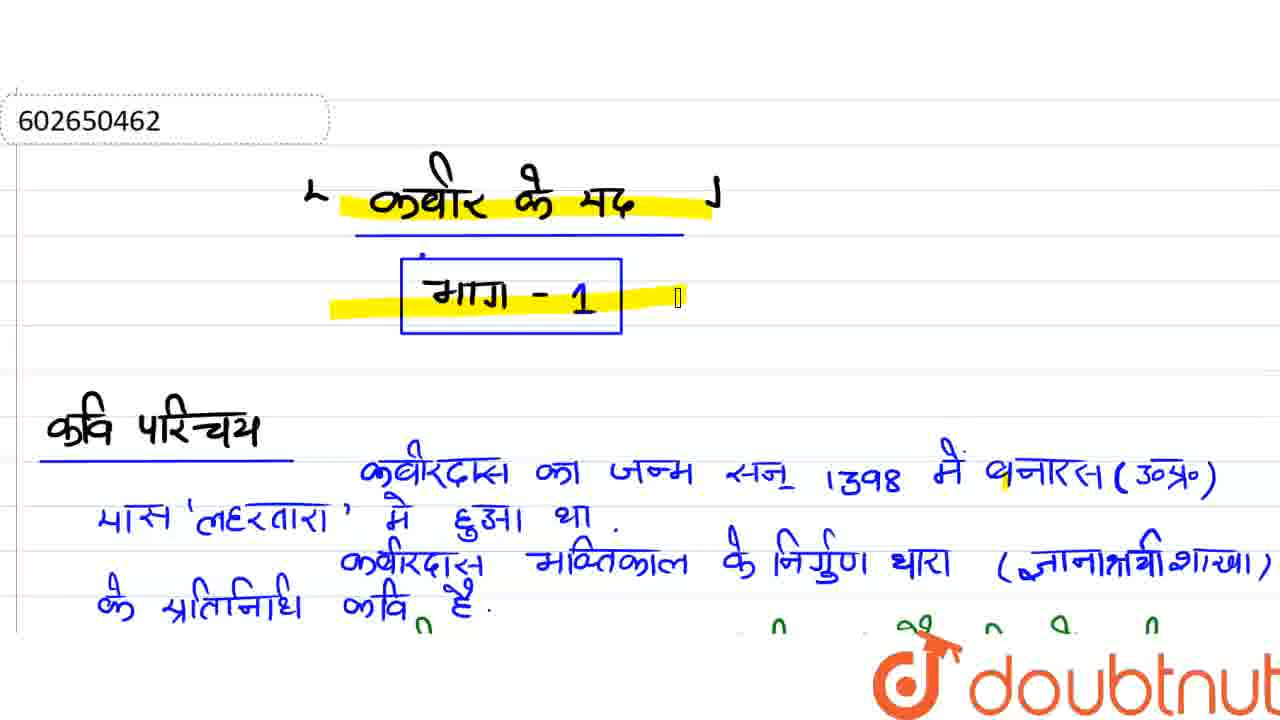 602650462
कबीर के पद
भाग - 1
कवि परिचय
कबीरदास का जन्म सन् 1398 में बनारस (उ०प्र०)
पास 'लहरतारा' में हुआ था.
कबीरदास भक्तिकाल के निर्गुण धारा (ज्ञानाश्रयी शाखा)
के प्रतिनिधि कवि है.
doubtnut